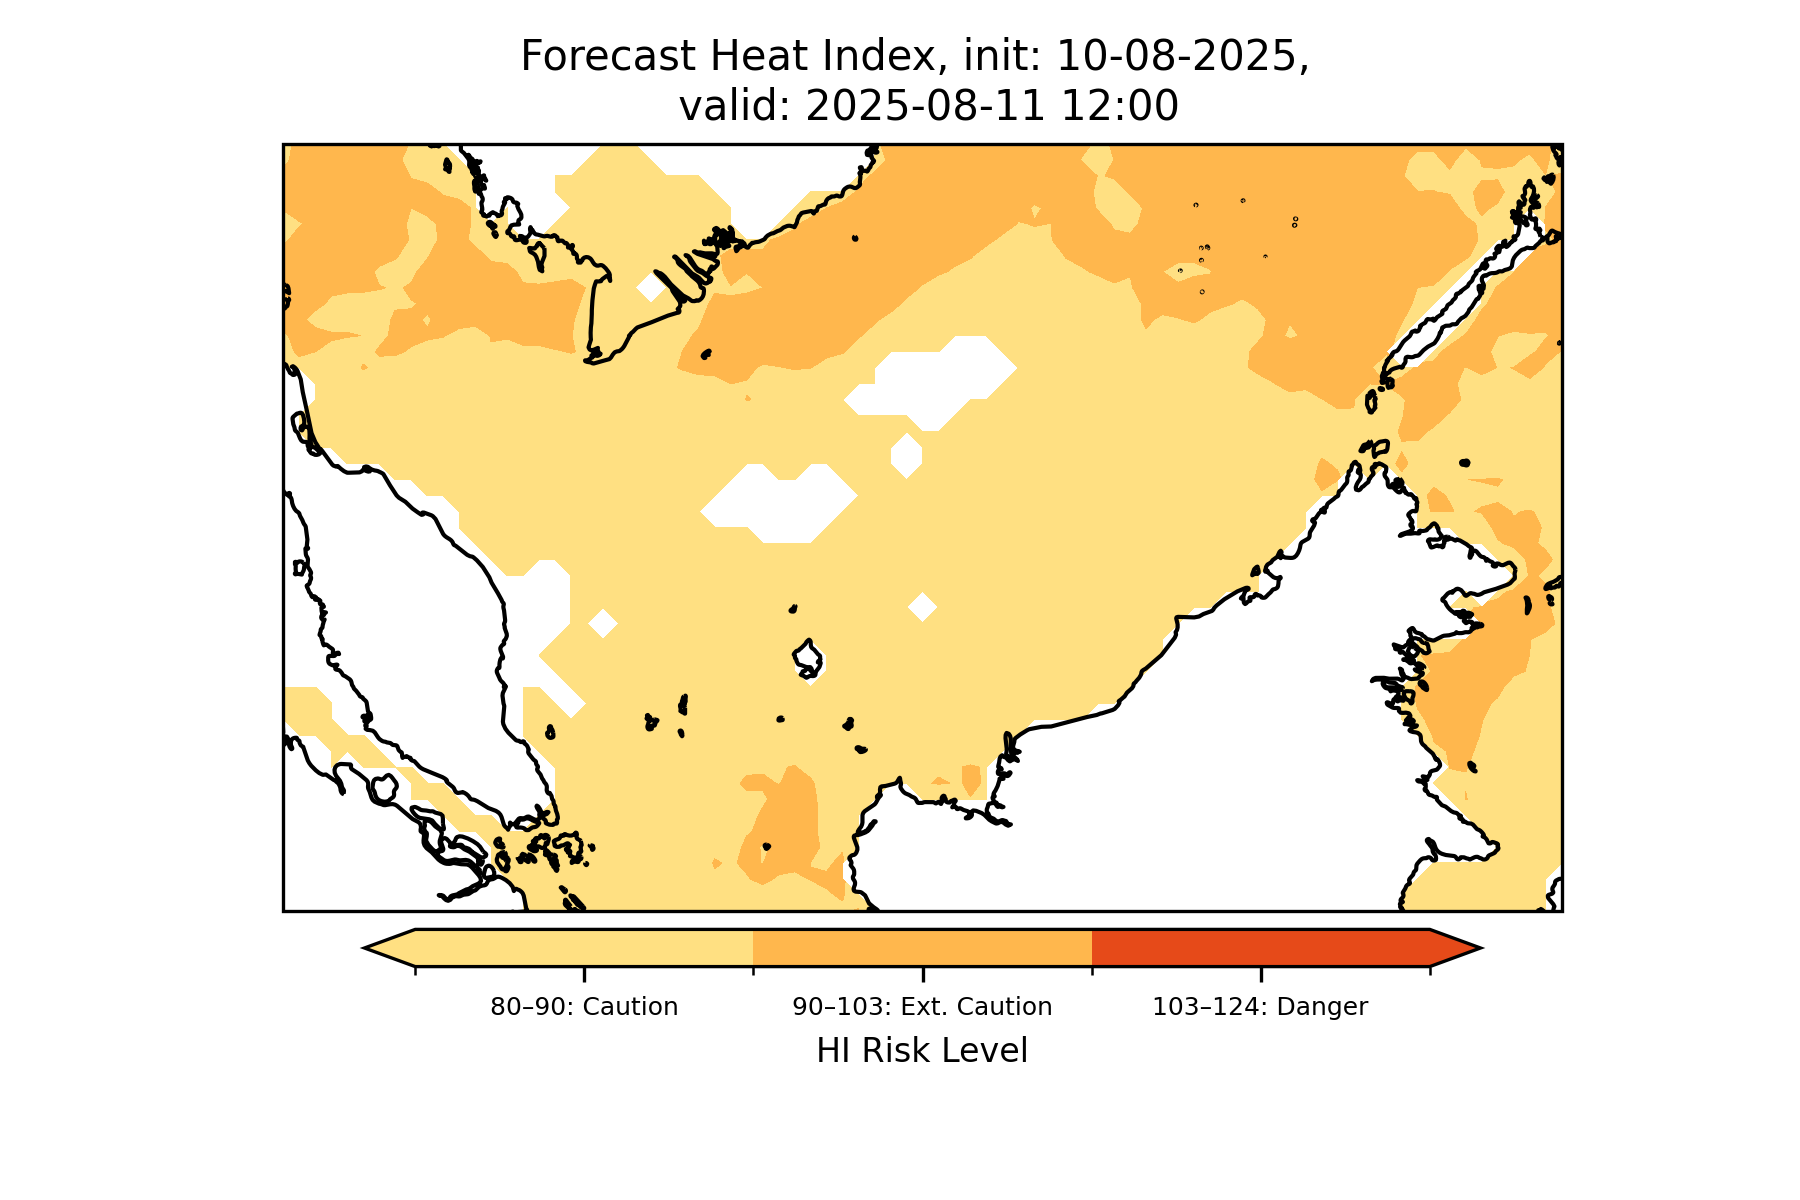 Forecast Heat Index, init: 10-08-2025,
valid: 2025-08-11 12:00
80–90: Caution
90–103: Ext. Caution
103–124: Danger
HI Risk Level